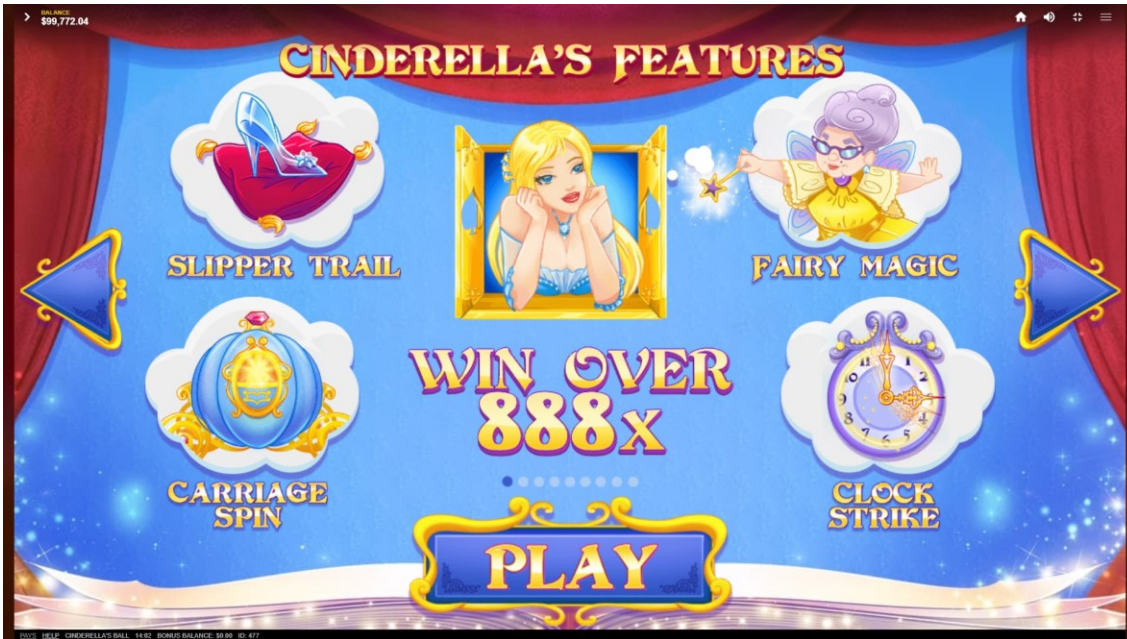 BALANCE
$99,772.04
CINDERELLA'S FEATURES
SLIPPER TRAIL
FAIRY MAGIC
WIN OVER
888X
CARRIAGE
SPIN
CLOCK
STRIKE
PLAY
PAYS HELP CINDERELLA'S BALL 14:02 BONUS BALANCE: $0.00 ID: 477